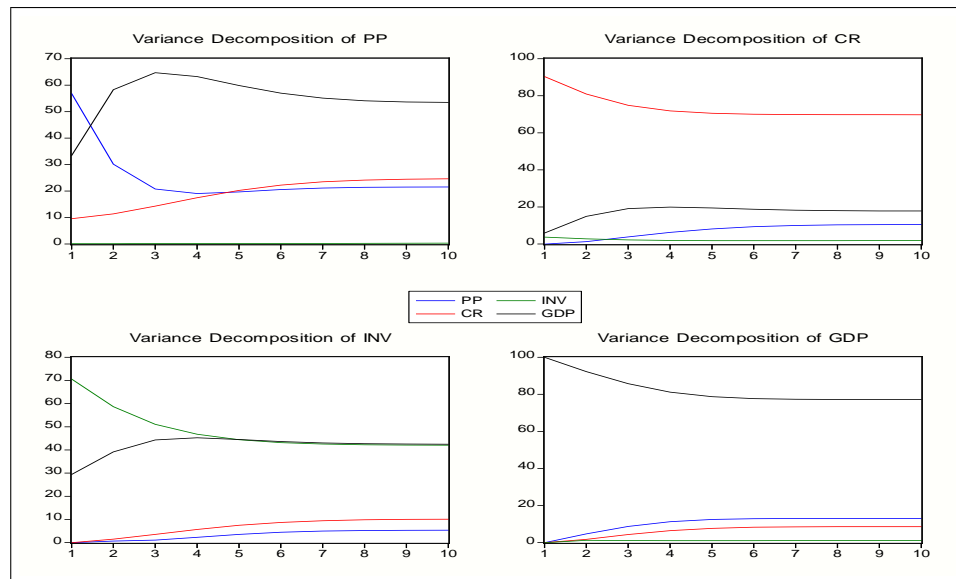 Variance Decomposition of PP
70
60
50
40
30
20
10
0
1 2 3 4 5 6 7 8 9 10
Variance Decomposition of CR
100
80
60
40
20
0
1 2 3 4 5 6 7 8 9 10
PP INV
CR GDP
Variance Decomposition of INV
80
70
60
50
40
30
20
10
0
1 2 3 4 5 6 7 8 9 10
Variance Decomposition of GDP
100
80
60
40
20
0
1 2 3 4 5 6 7 8 9 10